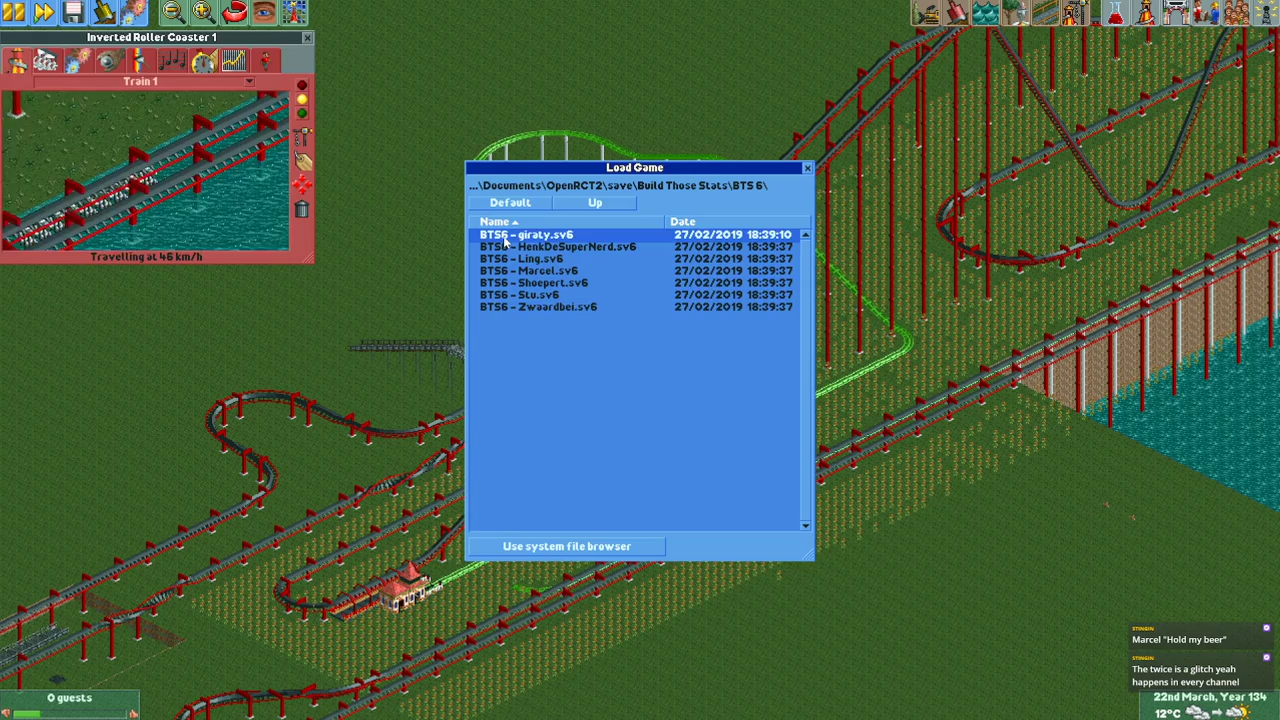 Inverted Roller Coaster 1
Train 1
Travelling at 46 km/h
Load Game
...\Documents\OpenRCT2\save\Build Those Stats\BTS 6\
Default Up
Name Date
BTS6 - giraty.sv6 27/02/2019 18:39:10
BTS6 - HenkDeSuperNerd.sv6 27/02/2019 18:39:37
BTS6 - Ling.sv6 27/02/2019 18:39:37
BTS6 - Marcel.sv6 27/02/2019 18:39:37
BTS6 - Shoepert.sv6 27/02/2019 18:39:37
BTS6 - Stu.sv6 27/02/2019 18:39:37
BTS6 - Zwaardbei.sv6 27/02/2019 18:39:37
Use system file browser
STINGIN
Marcel "Hold my beer"
STINGIN
The twice is a glitch yeah
happens in every channel
0 guests
22nd March, Year 134
12°C